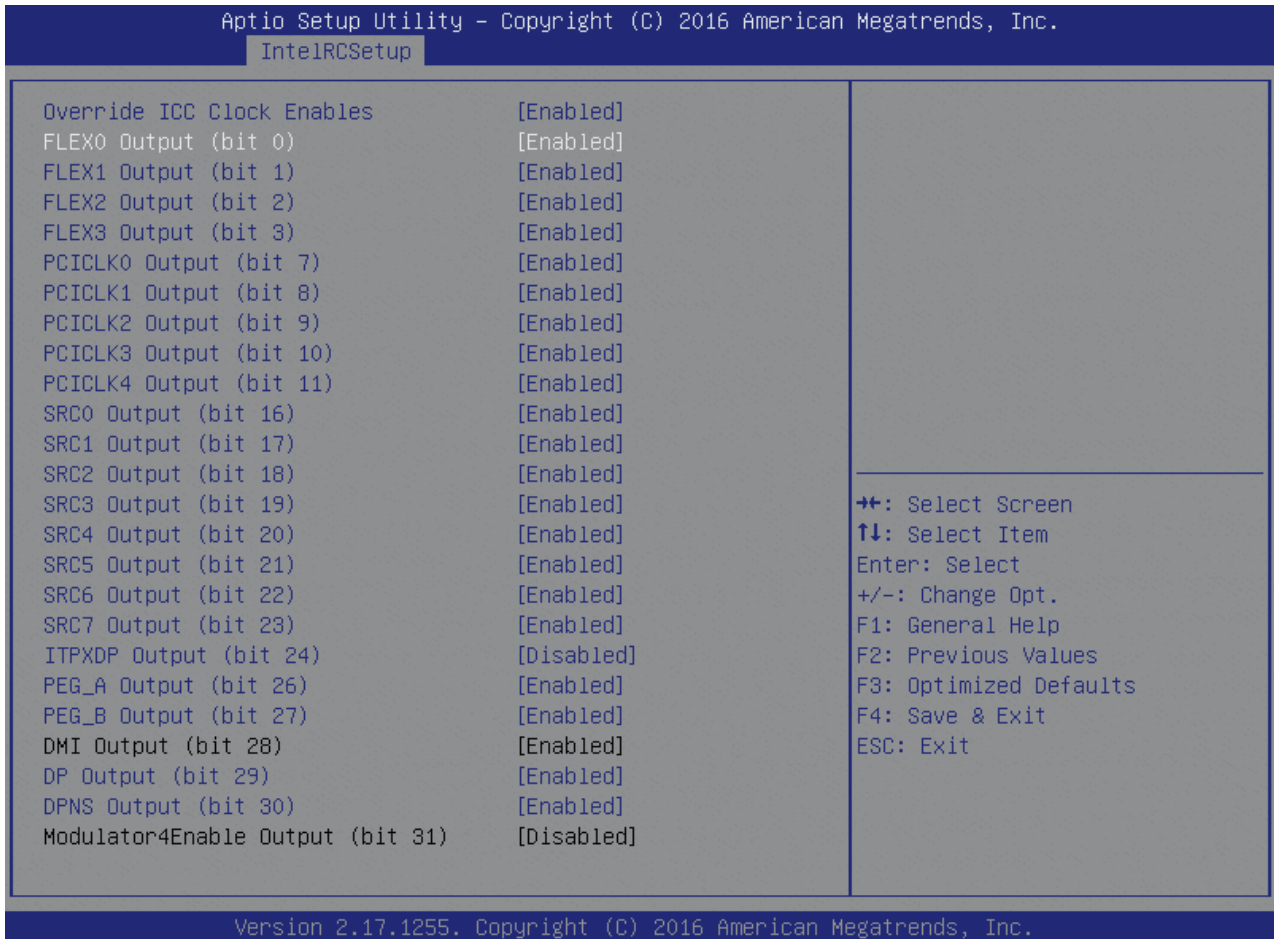 Aptio Setup Utility – Copyright (C) 2016 American Megatrends, Inc.
IntelRCSetup
Override ICC Clock Enables [Enabled]
FLEX0 Output (bit 0) [Enabled]
FLEX1 Output (bit 1) [Enabled]
FLEX2 Output (bit 2) [Enabled]
FLEX3 Output (bit 3) [Enabled]
PCICLK0 Output (bit 7) [Enabled]
PCICLK1 Output (bit 8) [Enabled]
PCICLK2 Output (bit 9) [Enabled]
PCICLK3 Output (bit 10) [Enabled]
PCICLK4 Output (bit 11) [Enabled]
SRC0 Output (bit 16) [Enabled]
SRC1 Output (bit 17) [Enabled]
SRC2 Output (bit 18) [Enabled]
SRC3 Output (bit 19) [Enabled]
SRC4 Output (bit 20) [Enabled]
SRC5 Output (bit 21) [Enabled]
SRC6 Output (bit 22) [Enabled]
SRC7 Output (bit 23) [Enabled]
ITPXDP Output (bit 24) [Disabled]
PEG_A Output (bit 26) [Enabled]
PEG_B Output (bit 27) [Enabled]
DMI Output (bit 28) [Enabled]
DP Output (bit 29) [Enabled]
DPNS Output (bit 30) [Enabled]
Modulator4Enable Output (bit 31) [Disabled]
→←: Select Screen
↑↓: Select Item
Enter: Select
+/-: Change Opt.
F1: General Help
F2: Previous Values
F3: Optimized Defaults
F4: Save & Exit
ESC: Exit
Version 2.17.1255. Copyright (C) 2016 American Megatrends, Inc.